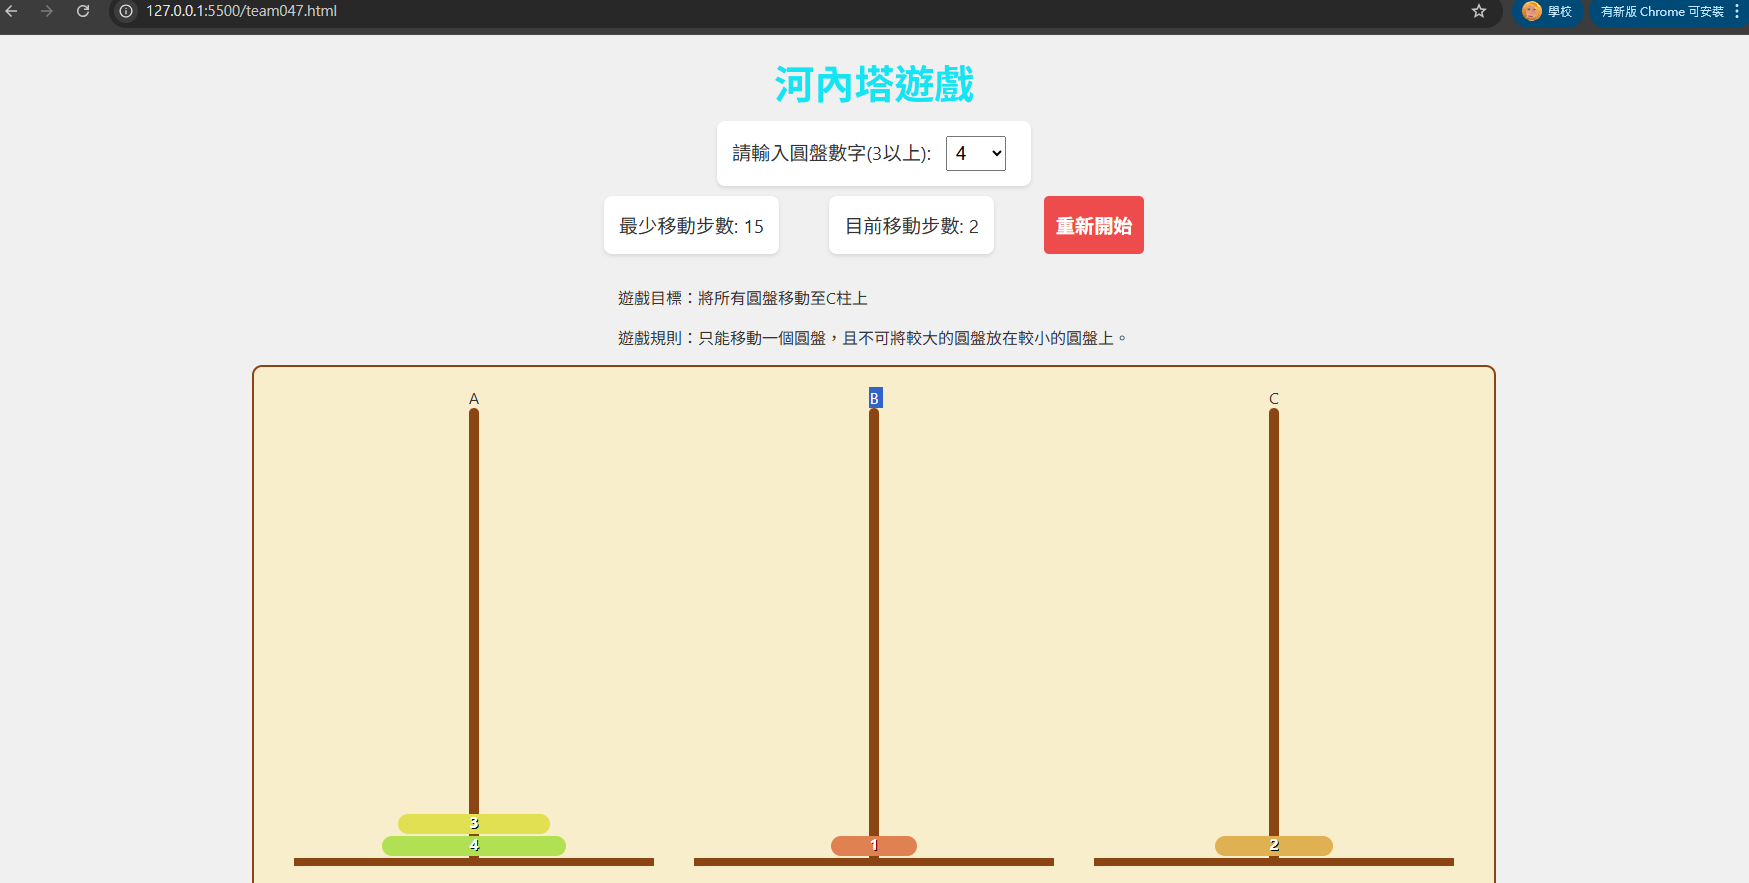 127.0.0.1:5500/team047.html
學校
有新版 Chrome 可安裝
河內塔遊戲
請輸入圓盤數字(3以上): 4
最少移動步數: 15
目前移動步數: 2
重新開始
遊戲目標：將所有圓盤移動至C柱上
遊戲規則：只能移動一個圓盤，且不可將較大的圓盤放在較小的圓盤上。
A
B
C
3
4
1
2